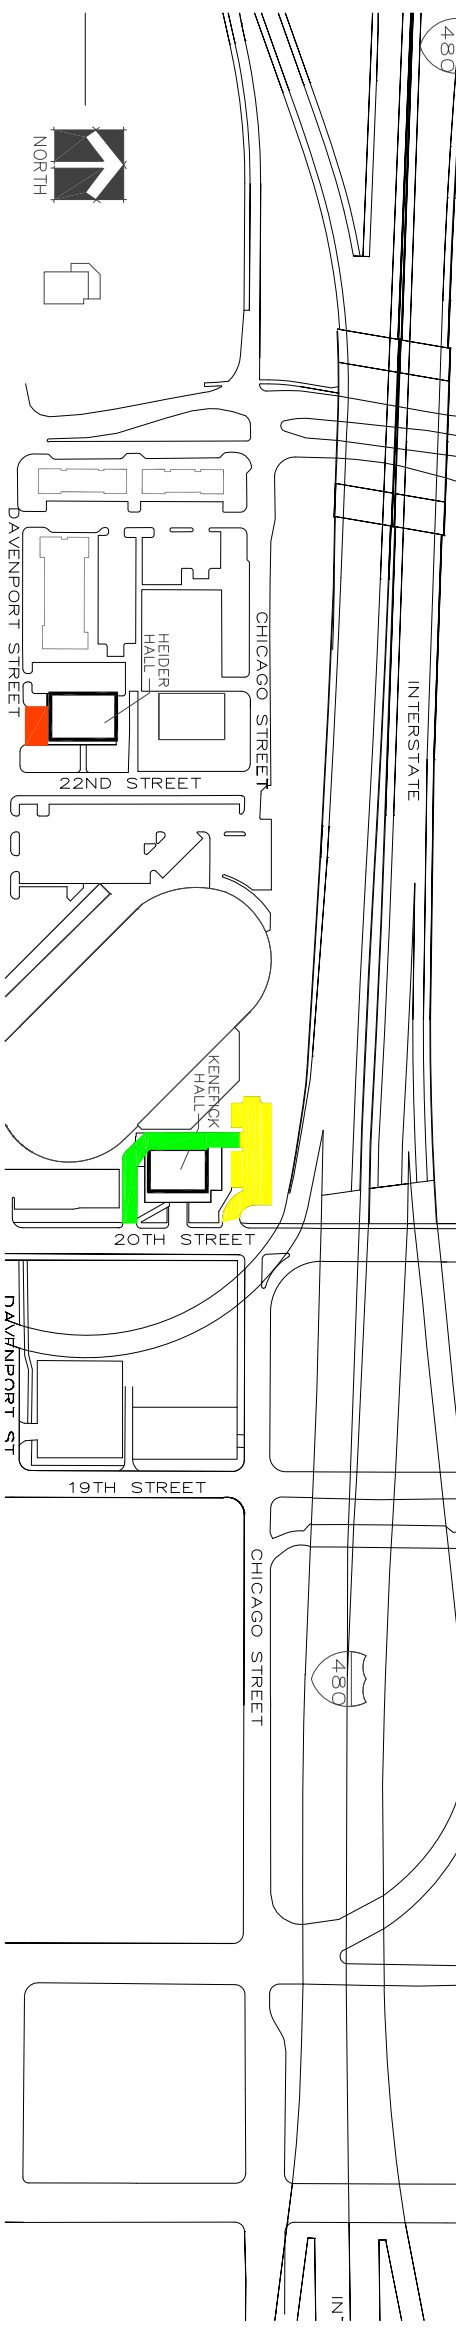 480
NORTH
DAVENPORT STREET
HEIDER
HALL
CHICAGO STREET
INTERSTATE
22ND STREET
KENEFICK
HALL
20TH STREET
DAVENPORT ST
19TH STREET
CHICAGO STREET
480
INT